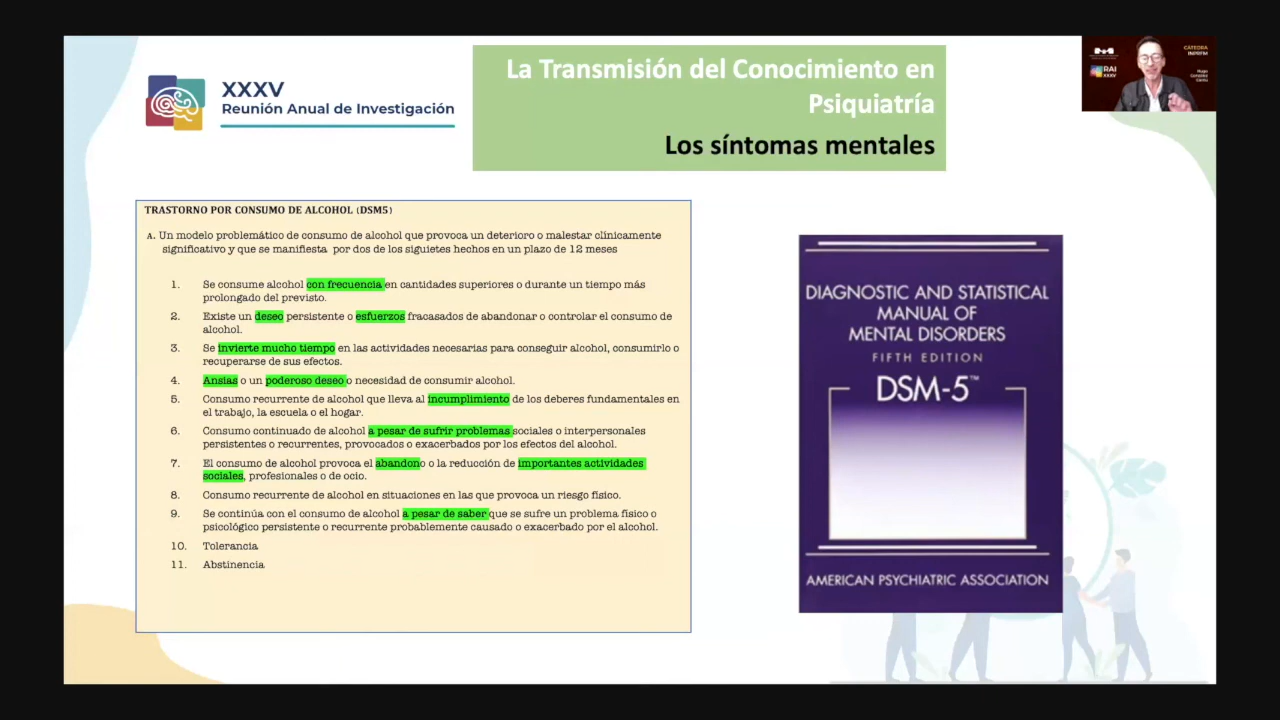 XXXV
Reunión Anual de Investigación
La Transmisión del Conocimiento en
Psiquiatría
Los síntomas mentales
CÁTEDRA
INPRFM
RAI
XXXV
Hugo
González
Cantú
TRASTORNO POR CONSUMO DE ALCOHOL (DSM5)
A. Un modelo problemático de consumo de alcohol que provoca un deterioro o malestar clínicamente
significativo y que se manifiesta por dos de los siguietes hechos en un plazo de 12 meses
1. Se consume alcohol con frecuencia en cantidades superiores o durante un tiempo más
prolongado del previsto.
2. Existe un deseo persistente o esfuerzos fracasados de abandonar o controlar el consumo de
alcohol.
3. Se invierte mucho tiempo en las actividades necesarias para conseguir alcohol, consumirlo o
recuperarse de sus efectos.
4. Ansias o un poderoso deseo o necesidad de consumir alcohol.
5. Consumo recurrente de alcohol que lleva al incumplimiento de los deberes fundamentales en
el trabajo, la escuela o el hogar.
6. Consumo continuado de alcohol a pesar de sufrir problemas sociales o interpersonales
persistentes o recurrentes, provocados o exacerbados por los efectos del alcohol.
7. El consumo de alcohol provoca el abandono o la reducción de importantes actividades
sociales, profesionales o de ocio.
8. Consumo recurrente de alcohol en situaciones en las que provoca un riesgo físico.
9. Se continúa con el consumo de alcohol a pesar de saber que se sufre un problema físico o
psicológico persistente o recurrente probablemente causado o exacerbado por el alcohol.
10. Tolerancia
11. Abstinencia
DIAGNOSTIC AND STATISTICAL
MANUAL OF
MENTAL DISORDERS
FIFTH EDITION
DSM-5™
AMERICAN PSYCHIATRIC ASSOCIATION